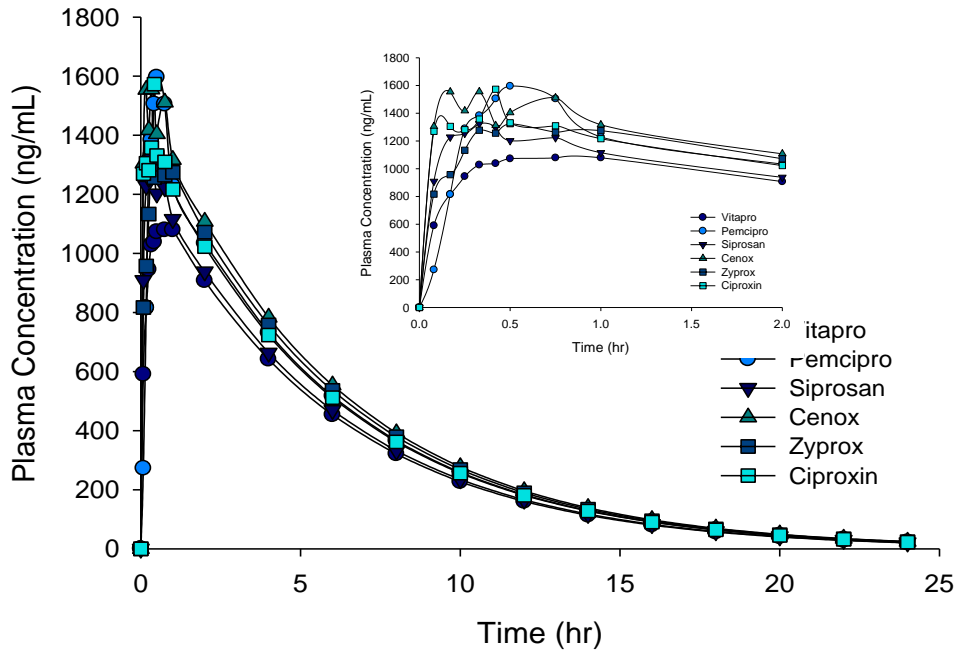 1800
1600
1400
1200
1000
800
600
400
200
0
Plasma Concentration (ng/mL)
0
5
10
15
20
25
Time (hr)
1800
1600
1400
1200
1000
800
600
400
200
0
Plasma Concentration (ng/mL)
Vitapro
Pemcipro
Siprosan
Cenox
Zyprox
Ciproxin
0.0
0.5
1.0
1.5
2.0
Time (hr)
itapro
Pemcipro
Siprosan
Cenox
Zyprox
Ciproxin